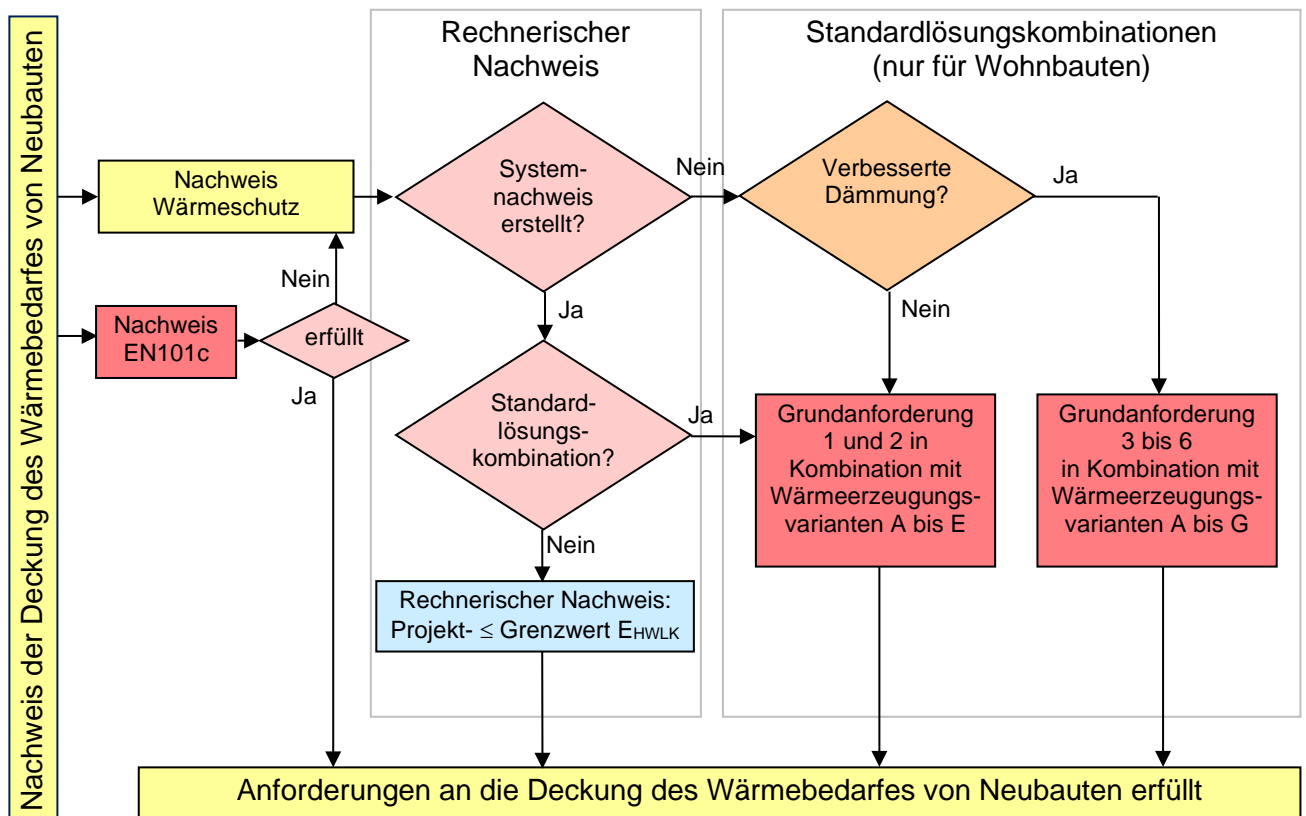 Nachweis der Deckung des Wärmebedarfes von Neubauten
Rechnerischer
Nachweis
Standardlösungskombinationen
(nur für Wohnbauten)
Nachweis
Wärmeschutz
System-
nachweis
erstellt?
Nein
Verbesserte
Dämmung?
Ja
Nein
Nachweis
EN101c
erfüllt
Ja
Ja
Nein
Standard-
lösungs-
kombination?
Ja
Grundanforderung
1 und 2 in
Kombination mit
Wärmeerzeugungs-
varianten A bis E
Grundanforderung
3 bis 6
in Kombination mit
Wärmeerzeugungs-
varianten A bis G
Nein
Rechnerischer Nachweis:
Projekt- ≤ Grenzwert EHWLK
Anforderungen an die Deckung des Wärmebedarfes von Neubauten erfüllt